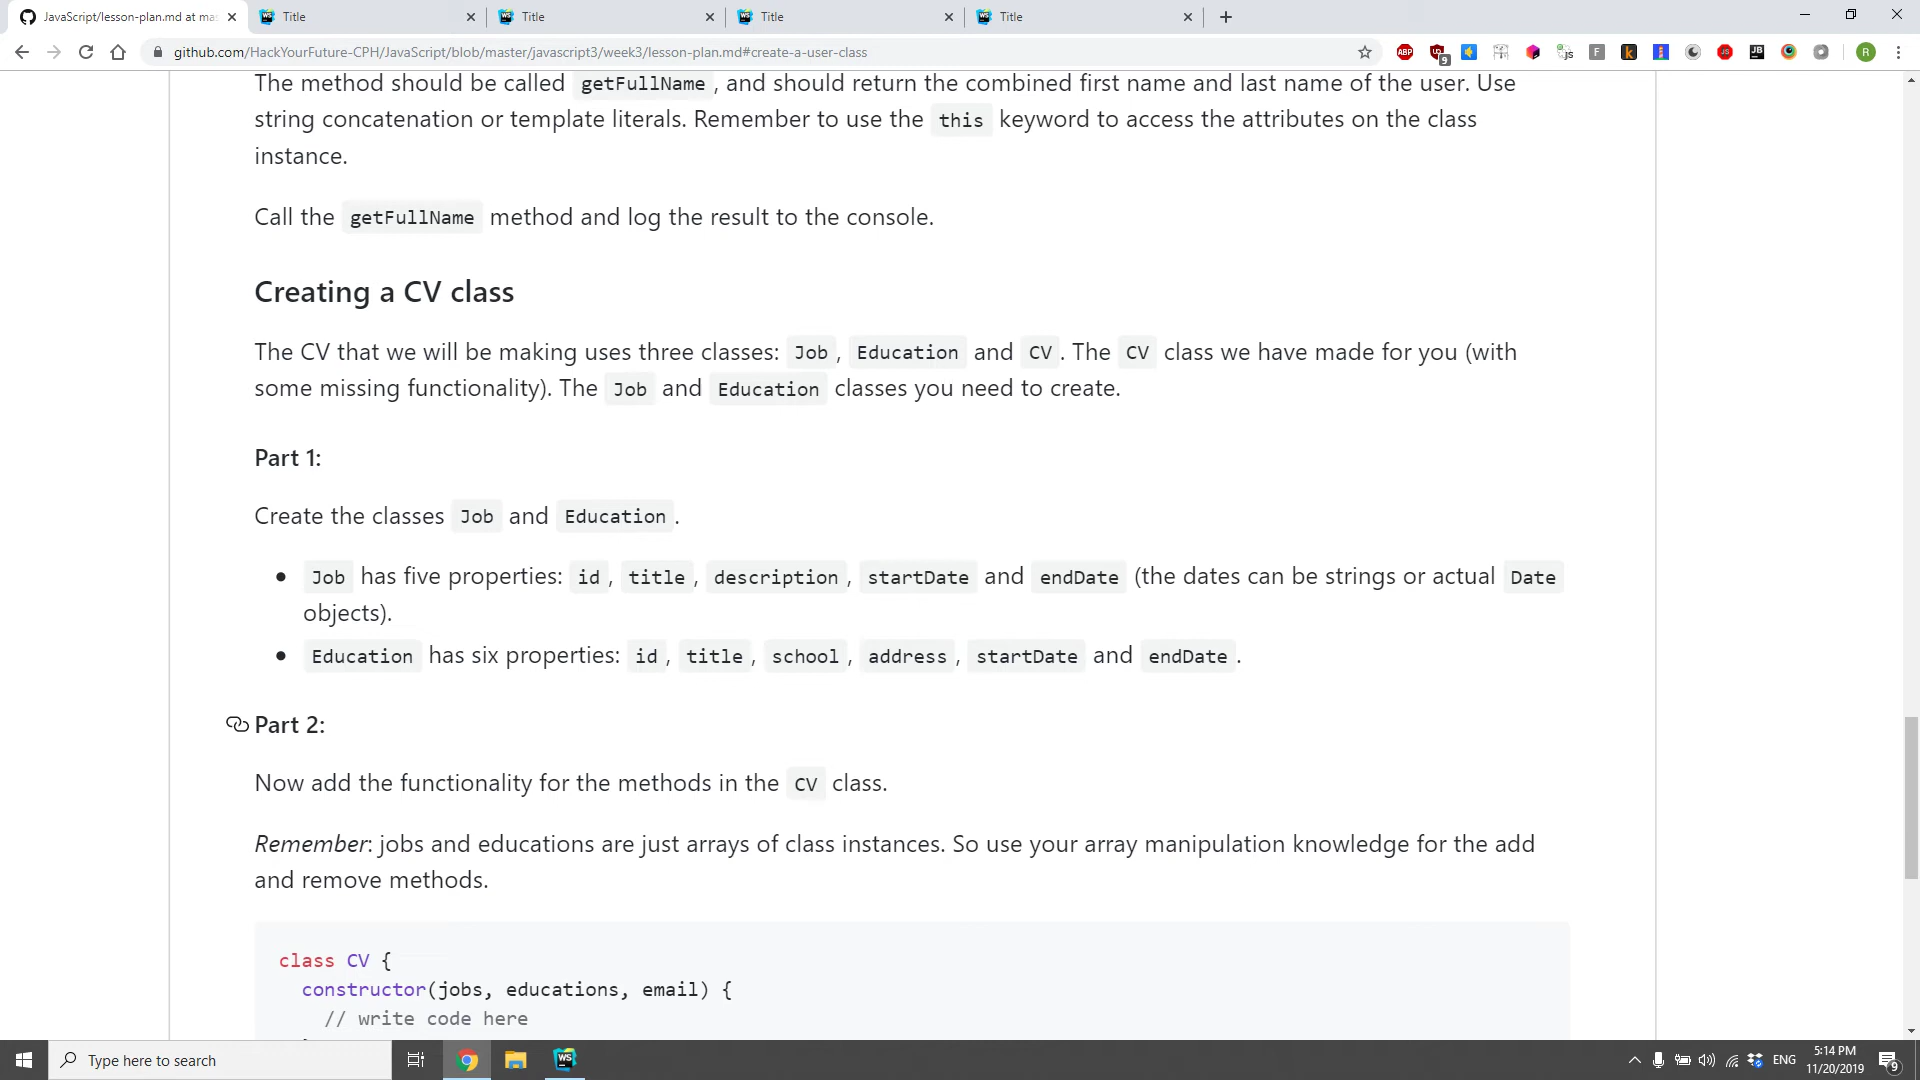 JavaScript/lesson-plan.md at mas
Title
Title
Title
Title
github.com/HackYourFuture-CPH/JavaScript/blob/master/javascript3/week3/lesson-plan.md#create-a-user-class
ABP
9
F
k
JS
JB
R
The method should be called getFullName, and should return the combined first name and last name of the user. Use
string concatenation or template literals. Remember to use the this keyword to access the attributes on the class
instance.
Call the getFullName method and log the result to the console.
Creating a CV class
The CV that we will be making uses three classes: Job, Education and CV. The CV class we have made for you (with
some missing functionality). The Job and Education classes you need to create.
Part 1:
Create the classes Job and Education.
• Job has five properties: id, title, description, startDate and endDate (the dates can be strings or actual Date
objects).
• Education has six properties: id, title, school, address, startDate and endDate.
Part 2:
Now add the functionality for the methods in the CV class.
Remember: jobs and educations are just arrays of class instances. So use your array manipulation knowledge for the add
and remove methods.
class CV {
constructor(jobs, educations, email) {
// write code here
Type here to search
WS
ENG
5:14 PM
11/20/2019
9